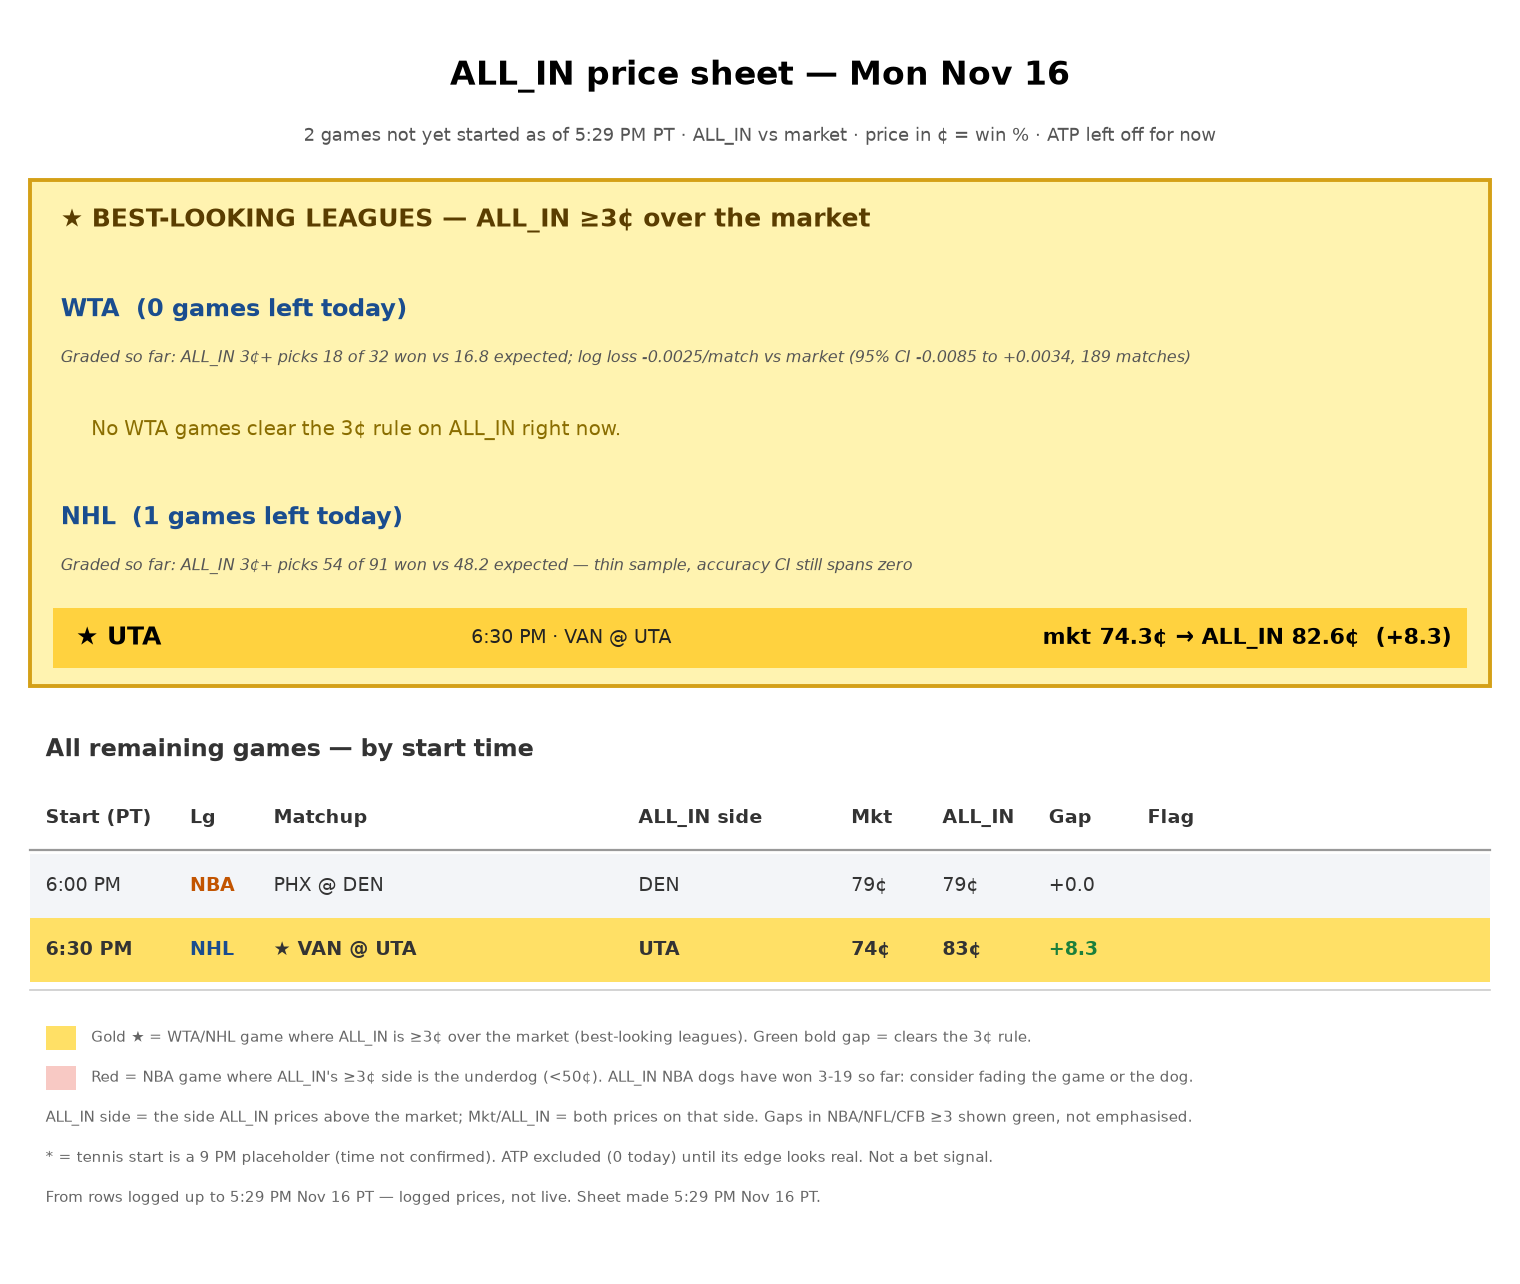 ALL_IN price sheet — Mon Nov 16
2 games not yet started as of 5:29 PM PT · ALL_IN vs market · price in ¢ = win % · ATP left off for now
★ BEST-LOOKING LEAGUES — ALL_IN ≥3¢ over the market
WTA (0 games left today)
Graded so far: ALL_IN 3¢+ picks 18 of 32 won vs 16.8 expected; log loss -0.0025/match vs market (95% CI -0.0085 to +0.0034, 189 matches)
No WTA games clear the 3¢ rule on ALL_IN right now.
NHL (1 games left today)
Graded so far: ALL_IN 3¢+ picks 54 of 91 won vs 48.2 expected — thin sample, accuracy CI still spans zero
★ UTA 6:30 PM · VAN @ UTA mkt 74.3¢ → ALL_IN 82.6¢ (+8.3)
All remaining games — by start time
Start (PT) Lg Matchup ALL_IN side Mkt ALL_IN Gap Flag
6:00 PM NBA PHX @ DEN DEN 79¢ 79¢ +0.0
6:30 PM NHL ★ VAN @ UTA UTA 74¢ 83¢ +8.3
Gold ★ = WTA/NHL game where ALL_IN is ≥3¢ over the market (best-looking leagues). Green bold gap = clears the 3¢ rule.
Red = NBA game where ALL_IN's ≥3¢ side is the underdog (<50¢). ALL_IN NBA dogs have won 3-19 so far: consider fading the game or the dog.
ALL_IN side = the side ALL_IN prices above the market; Mkt/ALL_IN = both prices on that side. Gaps in NBA/NFL/CFB ≥3 shown green, not emphasised.
* = tennis start is a 9 PM placeholder (time not confirmed). ATP excluded (0 today) until its edge looks real. Not a bet signal.
From rows logged up to 5:29 PM Nov 16 PT — logged prices, not live. Sheet made 5:29 PM Nov 16 PT.